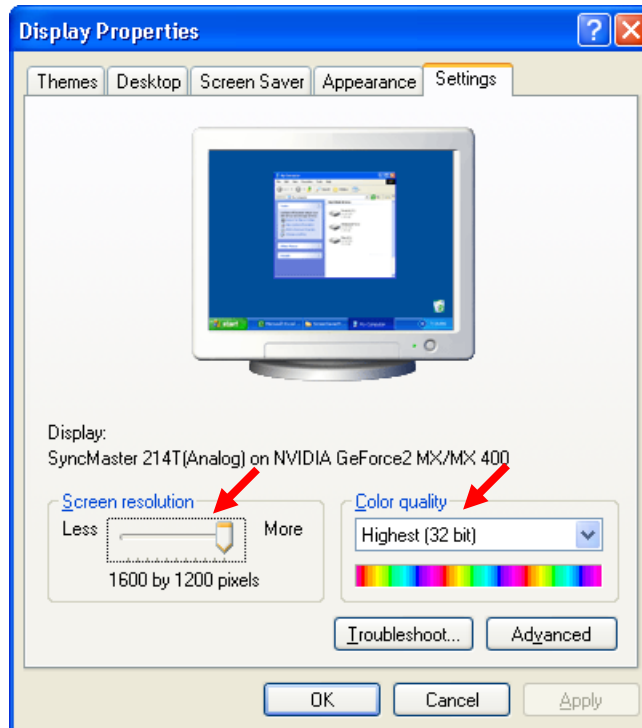 Display Properties
Themes Desktop Screen Saver Appearance Settings
start
Display:
SyncMaster 214T(Analog) on NVIDIA GeForce2 MX/MX 400
Screen resolution
Less More
1600 by 1200 pixels
Color quality
Highest (32 bit)
Troubleshoot... Advanced
OK Cancel Apply